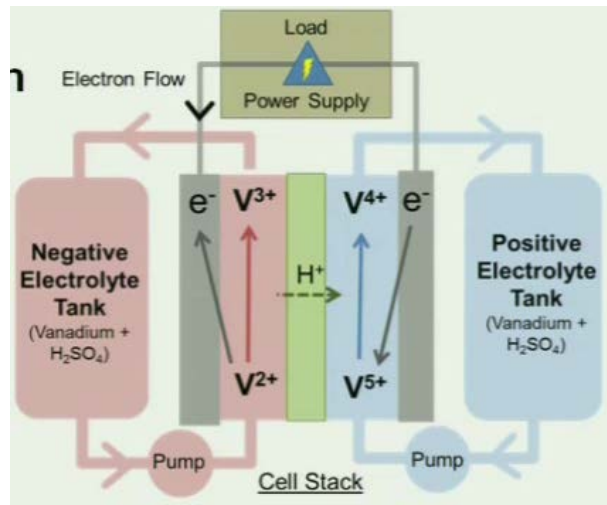 n
Load
Electron Flow
Power Supply
e-
V3+
V4+
e-
Negative
Electrolyte
Tank
(Vanadium +
H2SO4)
H+
Positive
Electrolyte
Tank
(Vanadium +
H2SO4)
V2+
V5+
Pump
Pump
Cell Stack